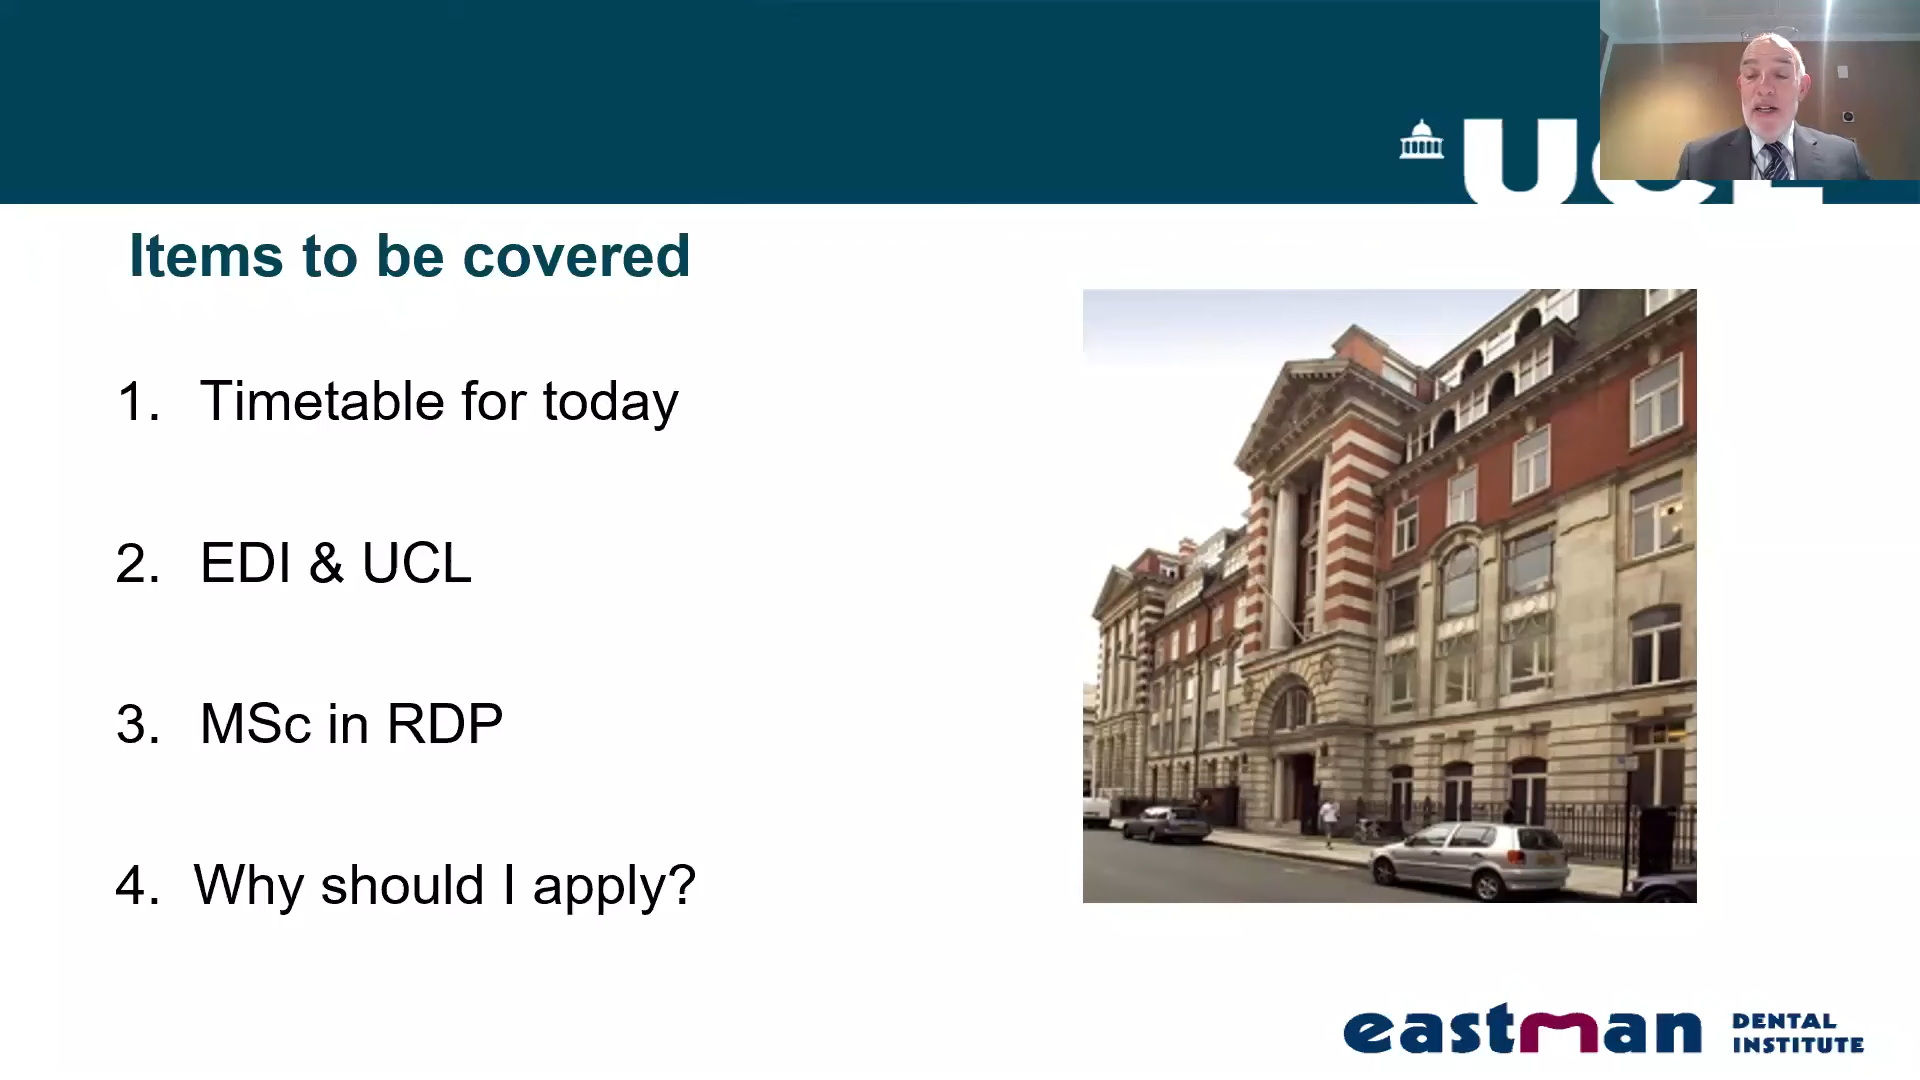 UCL
Items to be covered
1. Timetable for today
2. EDI & UCL
3. MSc in RDP
4. Why should I apply?
eastman DENTAL
INSTITUTE